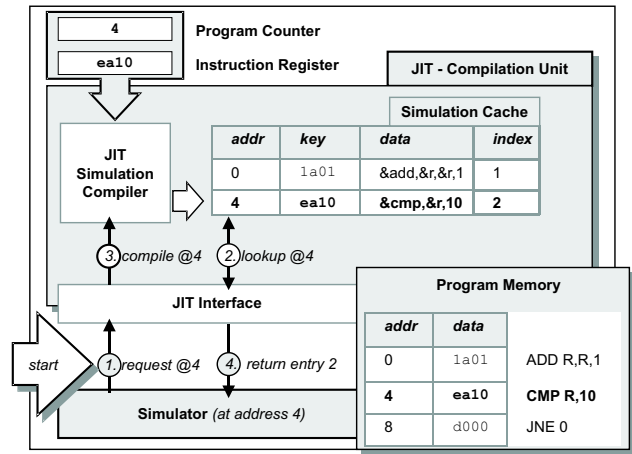 4 Program Counter
ea10 Instruction Register
JIT - Compilation Unit
Simulation Cache
JIT
Simulation
Compiler
addr key data index
0 1a01 &add,&r,&r,1 1
4 ea10 &cmp,&r,10 2
3. compile @4
2. lookup @4
JIT Interface
start
1. request @4
4. return entry 2
Simulator (at address 4)
Program Memory
addr data
0 1a01 ADD R,R,1
4 ea10 CMP R,10
8 d000 JNE 0